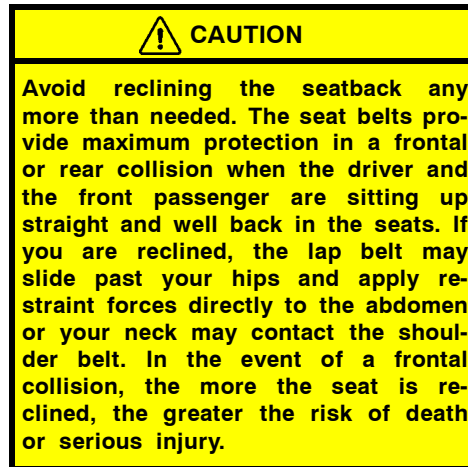 CAUTION
Avoid reclining the seatback any
more than needed. The seat belts pro-
vide maximum protection in a frontal
or rear collision when the driver and
the front passenger are sitting up
straight and well back in the seats. If
you are reclined, the lap belt may
slide past your hips and apply re-
straint forces directly to the abdomen
or your neck may contact the shoul-
der belt. In the event of a frontal
collision, the more the seat is re-
clined, the greater the risk of death
or serious injury.